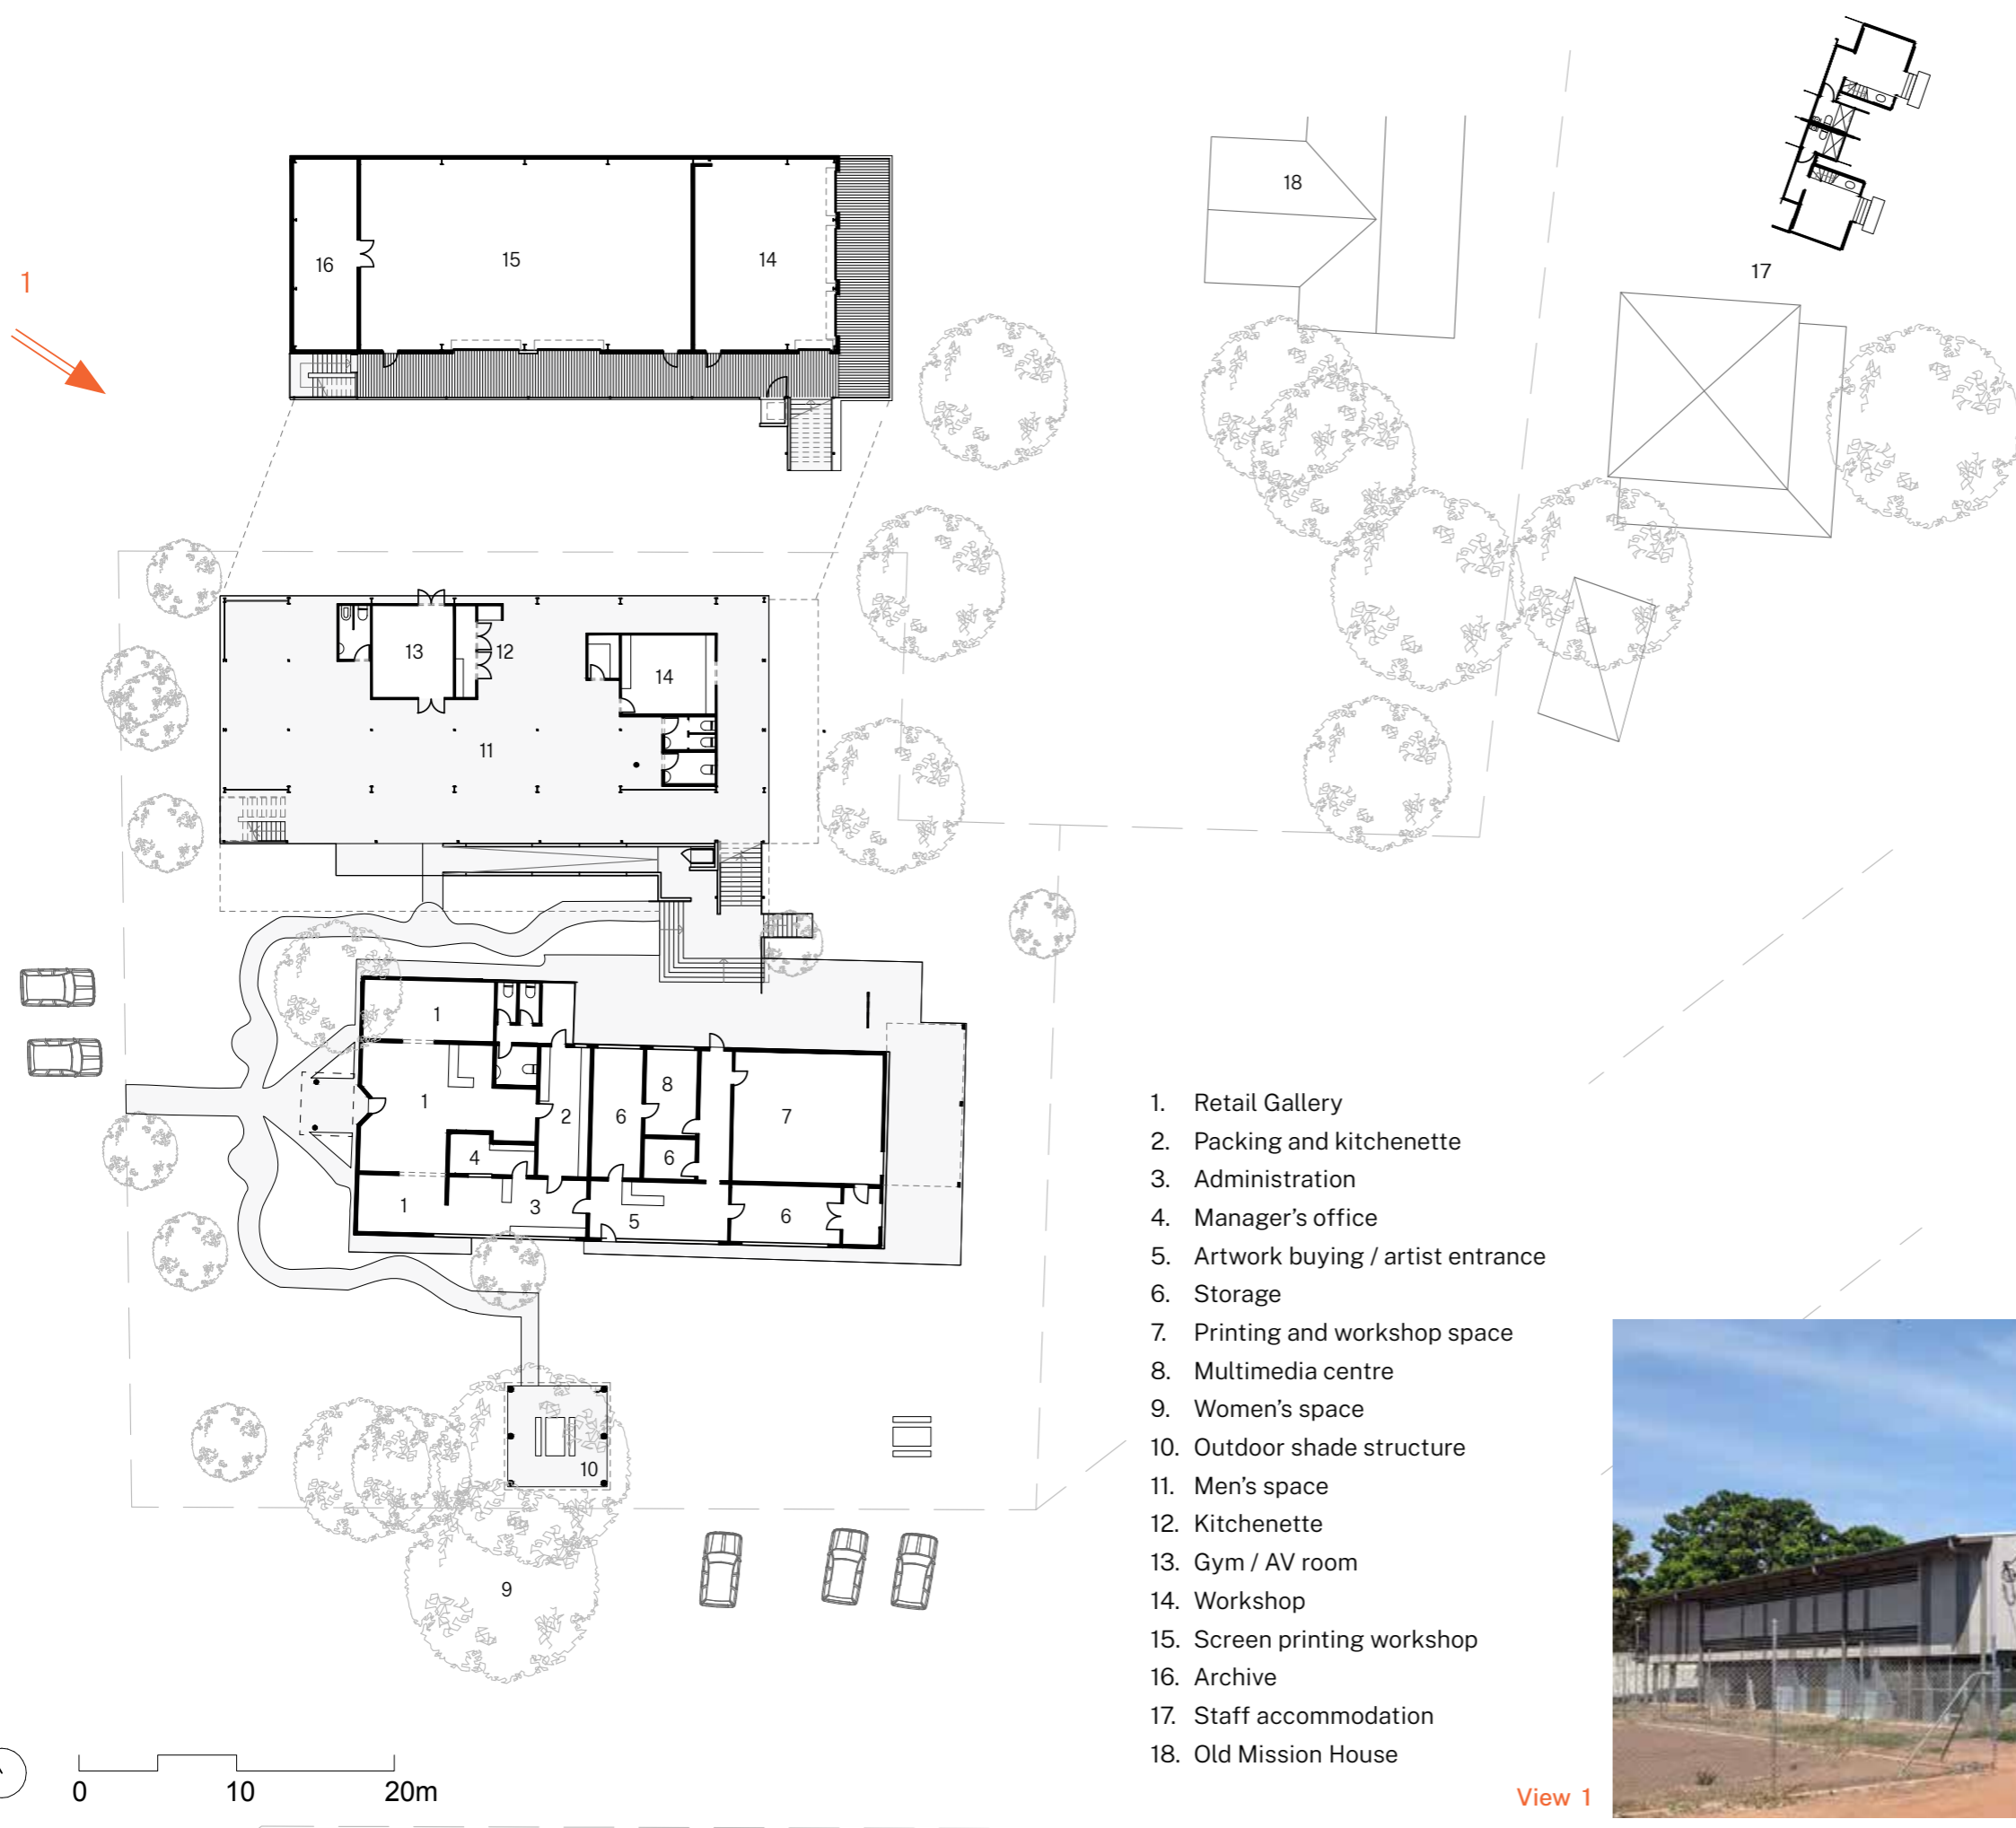 1
18
17
16
15
14
13
12
14
11
1
1
8
2
6
7
4
6
1
3
5
6
10
9
1. Retail Gallery
2. Packing and kitchenette
3. Administration
4. Manager’s office
5. Artwork buying / artist entrance
6. Storage
7. Printing and workshop space
8. Multimedia centre
9. Women’s space
10. Outdoor shade structure
11. Men’s space
12. Kitchenette
13. Gym / AV room
14. Workshop
15. Screen printing workshop
16. Archive
17. Staff accommodation
18. Old Mission House
0 10 20m
View 1